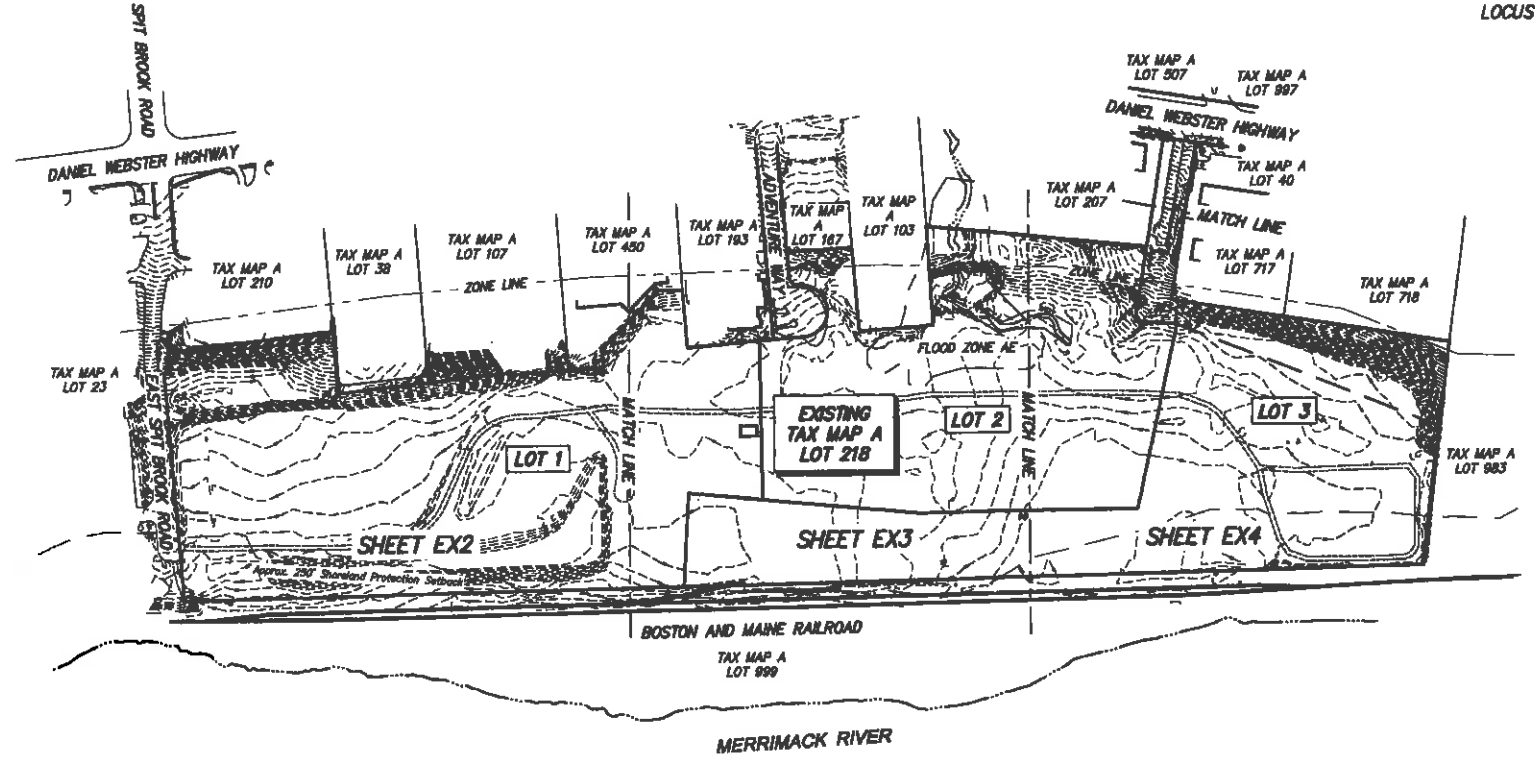 LOCUS
SPIT BROOK ROAD
DANIEL WEBSTER HIGHWAY
TAX MAP A
LOT 507
TAX MAP A
LOT 997
DANIEL WEBSTER HIGHWAY
TAX MAP A
LOT 40
TAX MAP A
LOT 207
MATCH LINE
TAX MAP A
LOT 210
TAX MAP A
LOT 38
TAX MAP A
LOT 107
TAX MAP A
LOT 450
TAX MAP A
LOT 193
ADVENTURE WAY
TAX MAP
A
LOT 167
TAX MAP
A
LOT 103
TAX MAP A
LOT 717
TAX MAP A
LOT 718
ZONE LINE
ZONE LINE
FLOOD ZONE AE
TAX MAP A
LOT 23
EAST SPIT BROOK ROAD
MATCH LINE
EXISTING
TAX MAP A
LOT 218
LOT 1
LOT 2
MATCH LINE
LOT 3
TAX MAP A
LOT 983
SHEET EX2
SHEET EX3
SHEET EX4
Approx. 250' Shoreland Protection Setback
BOSTON AND MAINE RAILROAD
TAX MAP A
LOT 999
MERRIMACK RIVER